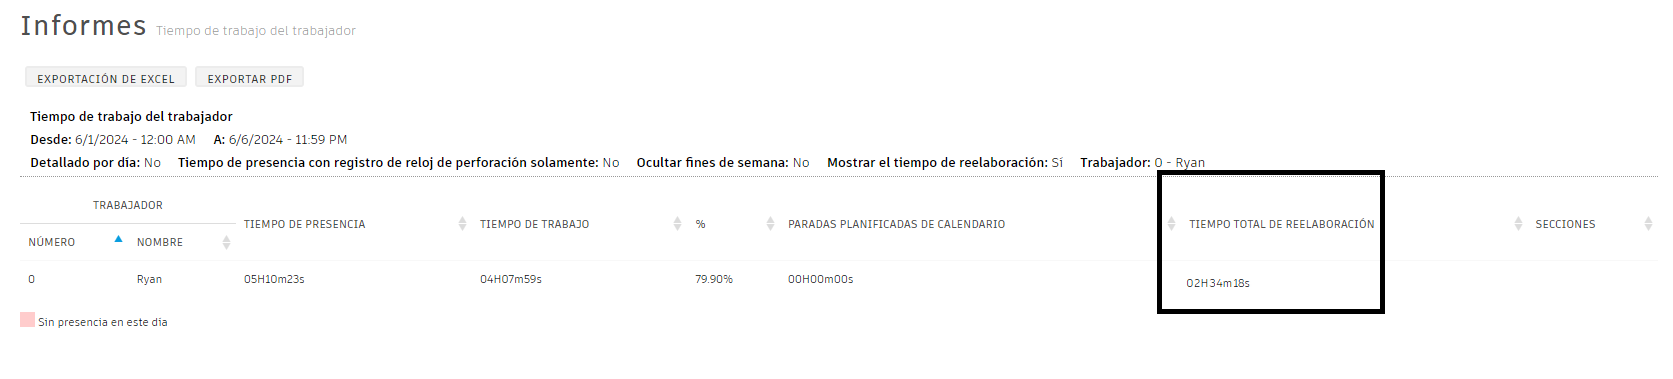 Informes Tiempo de trabajo del trabajador
EXPORTACIÓN DE EXCEL EXPORTAR PDF
Tiempo de trabajo del trabajador
Desde: 6/1/2024 - 12:00 AM A: 6/6/2024 - 11:59 PM
Detallado por día: No Tiempo de presencia con registro de reloj de perforación solamente: No Ocultar fines de semana: No Mostrar el tiempo de reelaboración: Sí Trabajador: 0 - Ryan
TRABAJADOR
TIEMPO DE PRESENCIA TIEMPO DE TRABAJO % PARADAS PLANIFICADAS DE CALENDARIO TIEMPO TOTAL DE REELABORACIÓN SECCIONES
NÚMERO NOMBRE
0 Ryan 05H10m23s 04H07m59s 79.90% 00H00m00s 02H34m18s
Sin presencia en este día